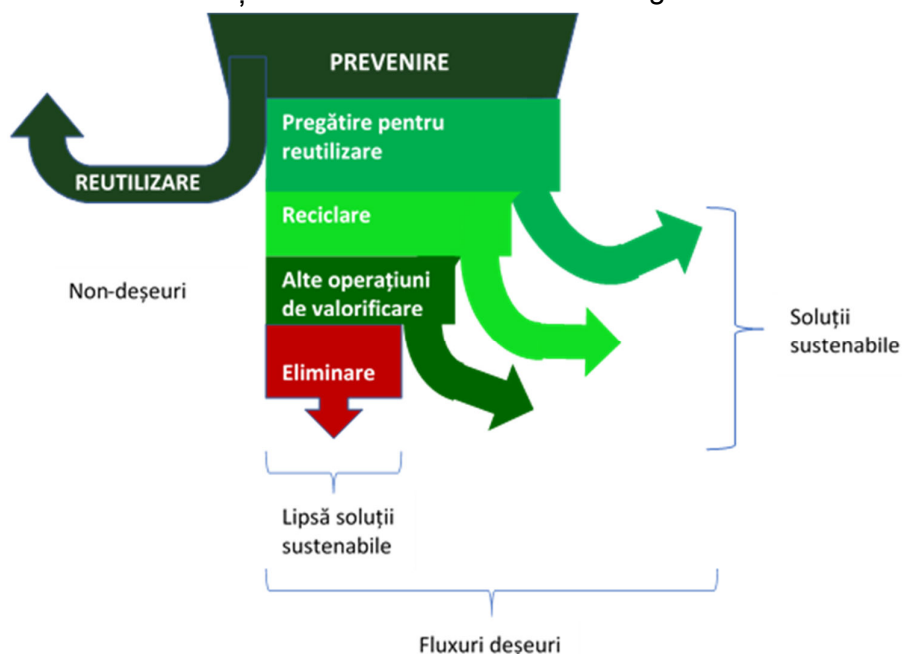 PREVENIRE
Pregătire pentru
reutilizare
REUTILIZARE
Reciclare
Alte operațiuni
de valorificare
Non-deșeuri
Soluții
sustenabile
Eliminare
Lipsă soluții
sustenabile
Fluxuri deșeuri